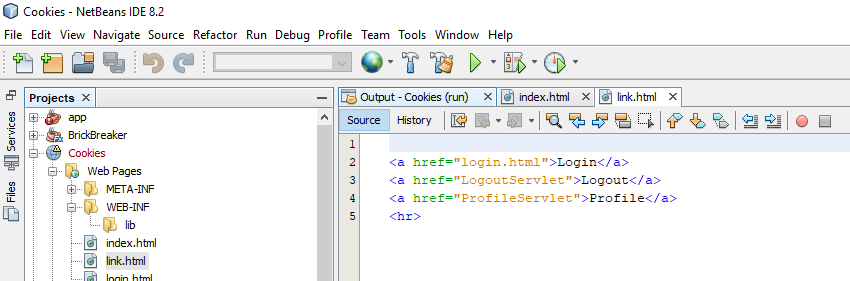 Cookies - NetBeans IDE 8.2
File Edit View Navigate Source Refactor Run Debug Profile Team Tools Window Help
Projects
Output - Cookies (run)
index.html
link.html
Services
Files
app
BrickBreaker
Cookies
Web Pages
META-INF
WEB-INF
lib
index.html
link.html
login.html
Source History
1
2 <a href="login.html">Login</a>
3 <a href="LogoutServlet">Logout</a>
4 <a href="ProfileServlet">Profile</a>
5 <hr>